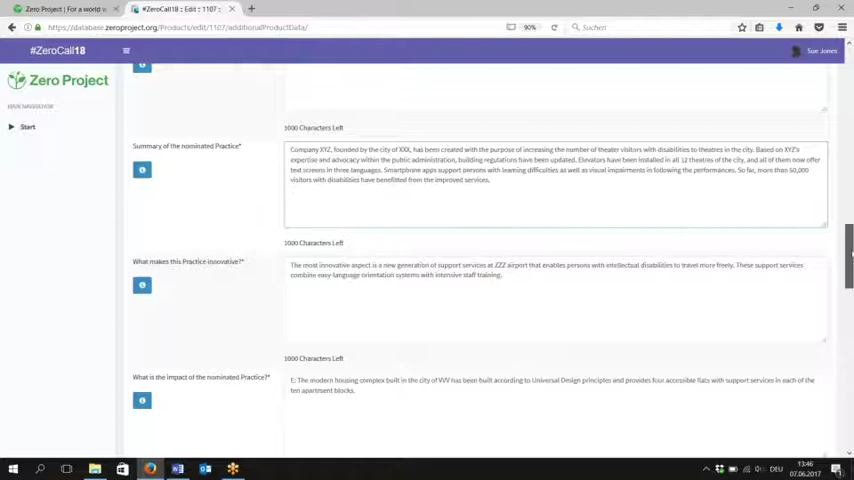 Zero Project | For a world v
#ZeroCall18 :: Edit :: 1107 ::
https://database.zeroproject.org/Products/edit/1107/additionalProductData/
90%
Suchen
#ZeroCall18
Sue Jones
Zero Project
MAIN NAVIGATION
Start
1000 Characters Left
Summary of the nominated Practice*
Company XYZ, founded by the city of XXX, has been created with the purpose of increasing the number of theater visitors with disabilities to theatres in the city. Based on XYZ's
expertise and advocacy within the public administration, building regulations have been updated. Elevators have been installed in all 12 theatres of the city, and all of them now offer
text screens in three languages. Smartphone apps support persons with learning difficulties as well as visual impairments in following the performances. So far, more than 50,000
visitors with disabilities have benefitted from the improved services.
1000 Characters Left
What makes this Practice innovative?*
The most innovative aspect is a new generation of support services at ZZZ airport that enables persons with intellectual disabilities to travel more freely. These support services
combine easy-language orientation systems with intensive staff training.
1000 Characters Left
What is the impact of the nominated Practice?*
E: The modern housing complex built in the city of VVV has been built according to Universal Design principles and provides four accessible flats with support services in each of the
ten apartment blocks.
DEU
13:46
07.06.2017